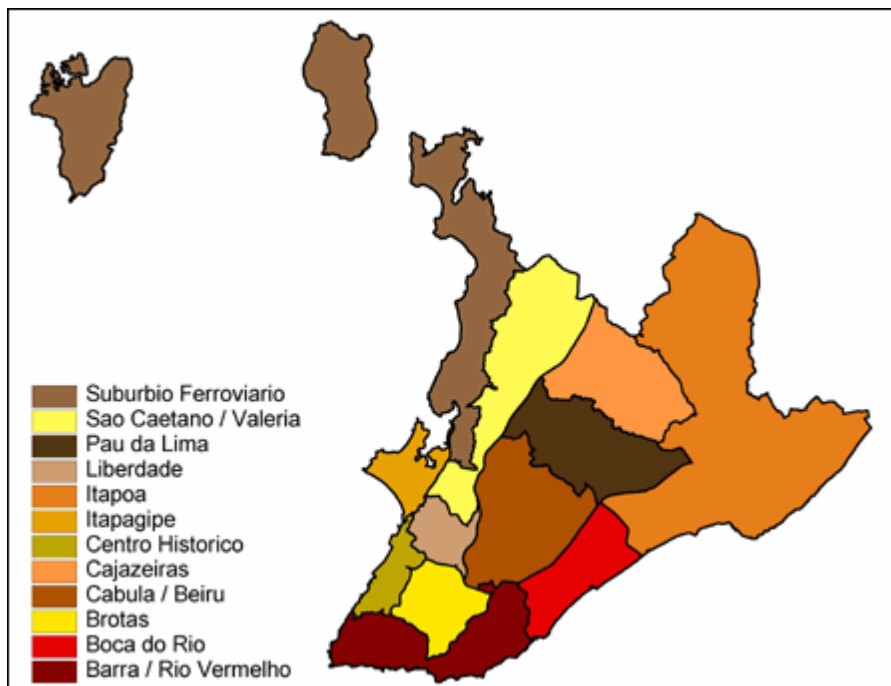 Suburbio Ferroviario
Sao Caetano / Valeria
Pau da Lima
Liberdade
Itapoa
Itapagipe
Centro Historico
Cajazeiras
Cabula / Beiru
Brotas
Boca do Rio
Barra / Rio Vermelho